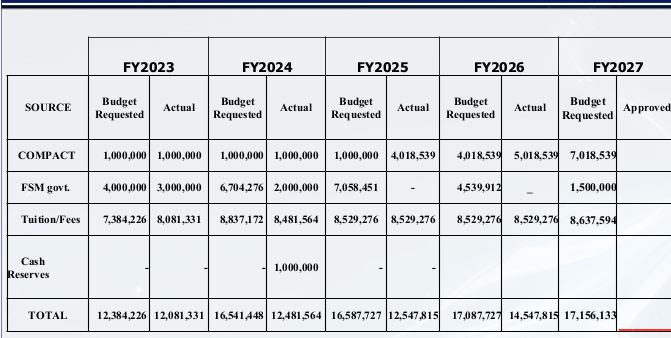 FY2023 FY2024 FY2025 FY2026 FY2027
SOURCE Budget Requested Actual Budget Requested Actual Budget Requested Actual Budget Requested Actual Budget Requested Approved
COMPACT 1,000,000 1,000,000 1,000,000 1,000,000 1,000,000 4,018,539 4,018,539 5,018,539 7,018,539
FSM govt. 4,000,000 3,000,000 6,704,276 2,000,000 7,058,451 - 4,539,912 _ 1,500,000
Tuition/Fees 7,384,226 8,081,331 8,837,172 8,481,564 8,529,276 8,529,276 8,529,276 8,529,276 8,637,594
Cash Reserves - - - 1,000,000 - -
TOTAL 12,384,226 12,081,331 16,541,448 12,481,564 16,587,727 12,547,815 17,087,727 14,547,815 17,156,133